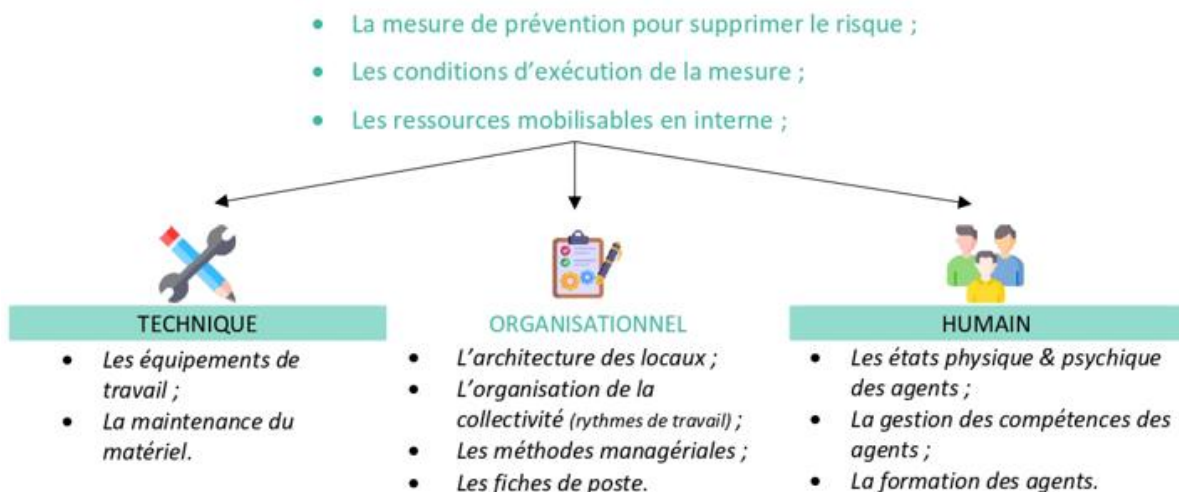 • La mesure de prévention pour supprimer le risque ;
• Les conditions d'exécution de la mesure ;
• Les ressources mobilisables en interne ;
TECHNIQUE
• Les équipements de
travail ;
• La maintenance du
matériel.
ORGANISATIONNEL
• L'architecture des locaux ;
• L'organisation de la
collectivité (rythmes de travail) ;
• Les méthodes managériales ;
• Les fiches de poste.
HUMAIN
• Les états physique & psychique
des agents ;
• La gestion des compétences des
agents ;
• La formation des agents.